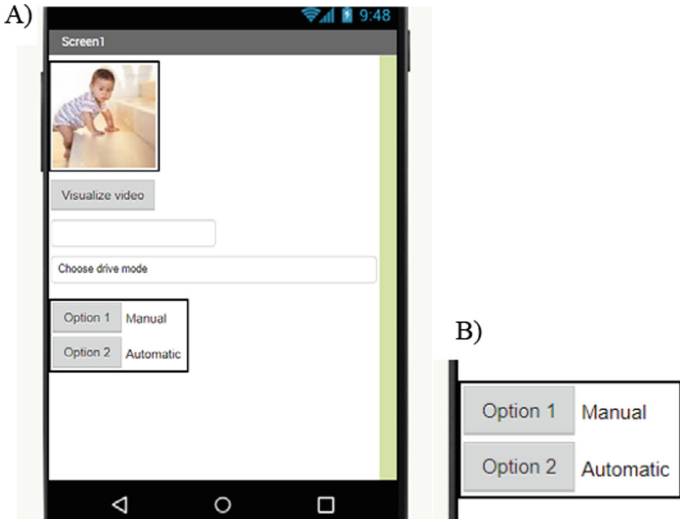 A)
9:48
Screen1
Visualize video
Choose drive mode
Option 1 Manual
Option 2 Automatic
B)
Option 1 Manual
Option 2 Automatic